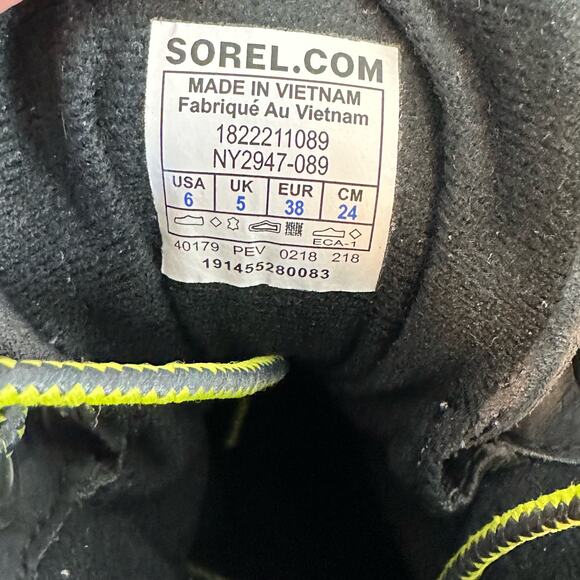 SOREL.COM
MADE IN VIETNAM
Fabriqué Au Vietnam
1822211089
NY2947-089
USA UK EUR CM
6 5 38 24
ECA-1
40179 PEV 0218 218
191455280083